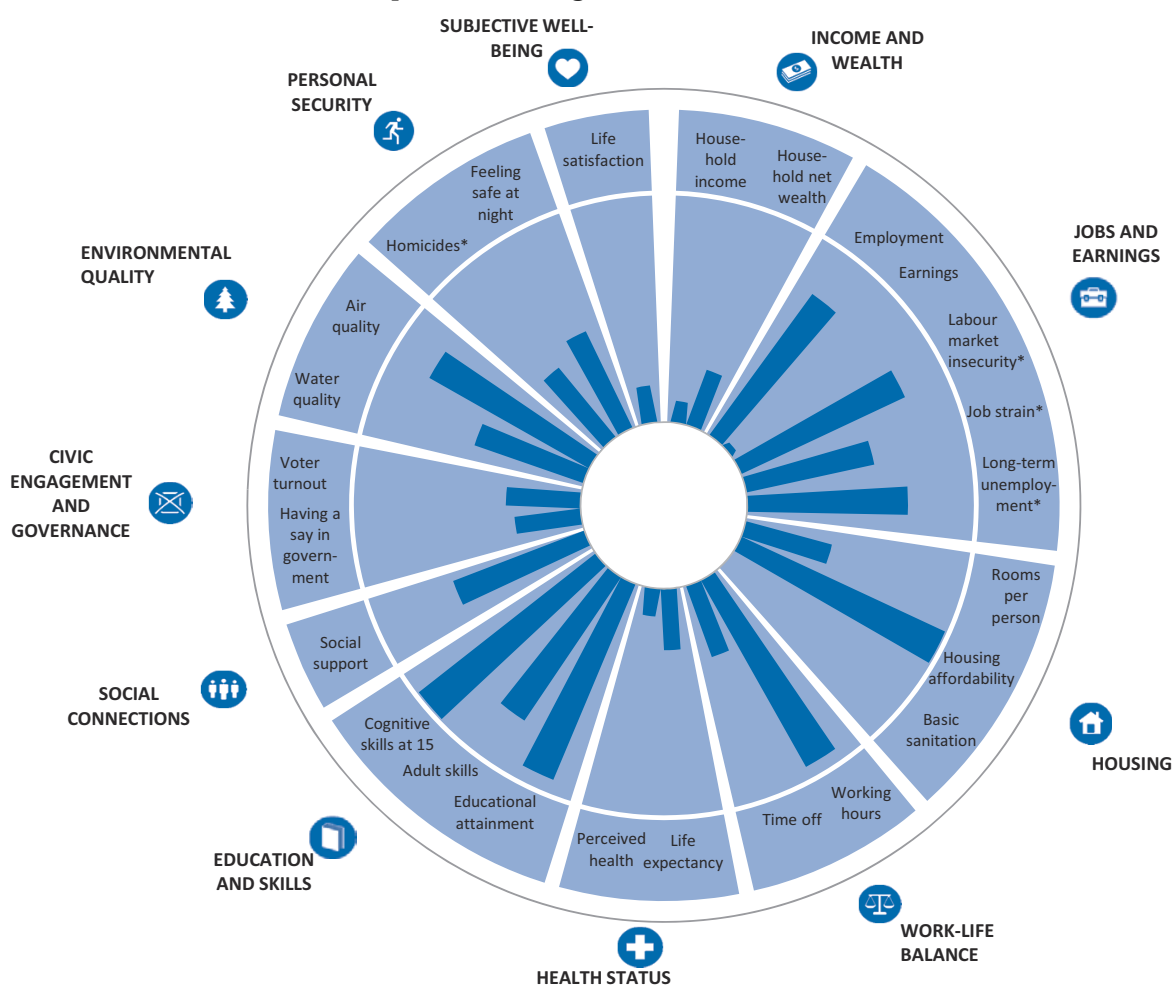 SUBJECTIVE WELL-
BEING
INCOME AND
WEALTH
PERSONAL
SECURITY
JOBS AND
EARNINGS
ENVIRONMENTAL
QUALITY
CIVIC
ENGAGEMENT
AND
GOVERNANCE
SOCIAL
CONNECTIONS
HOUSING
EDUCATION
AND SKILLS
WORK-LIFE
BALANCE
HEALTH STATUS
Life
satisfaction
House-
hold
income
House-
hold net
wealth
Employment
Earnings
Labour
market
insecurity*
Job strain*
Long-term
unemploy-
ment*
Rooms
per
person
Housing
affordability
Basic
sanitation
Working
hours
Time off
Life
expectancy
Perceived
health
Educational
attainment
Adult skills
Cognitive
skills at 15
Social
support
Having a
say in
govern-
ment
Voter
turnout
Water
quality
Air
quality
Homicides*
Feeling
safe at
night